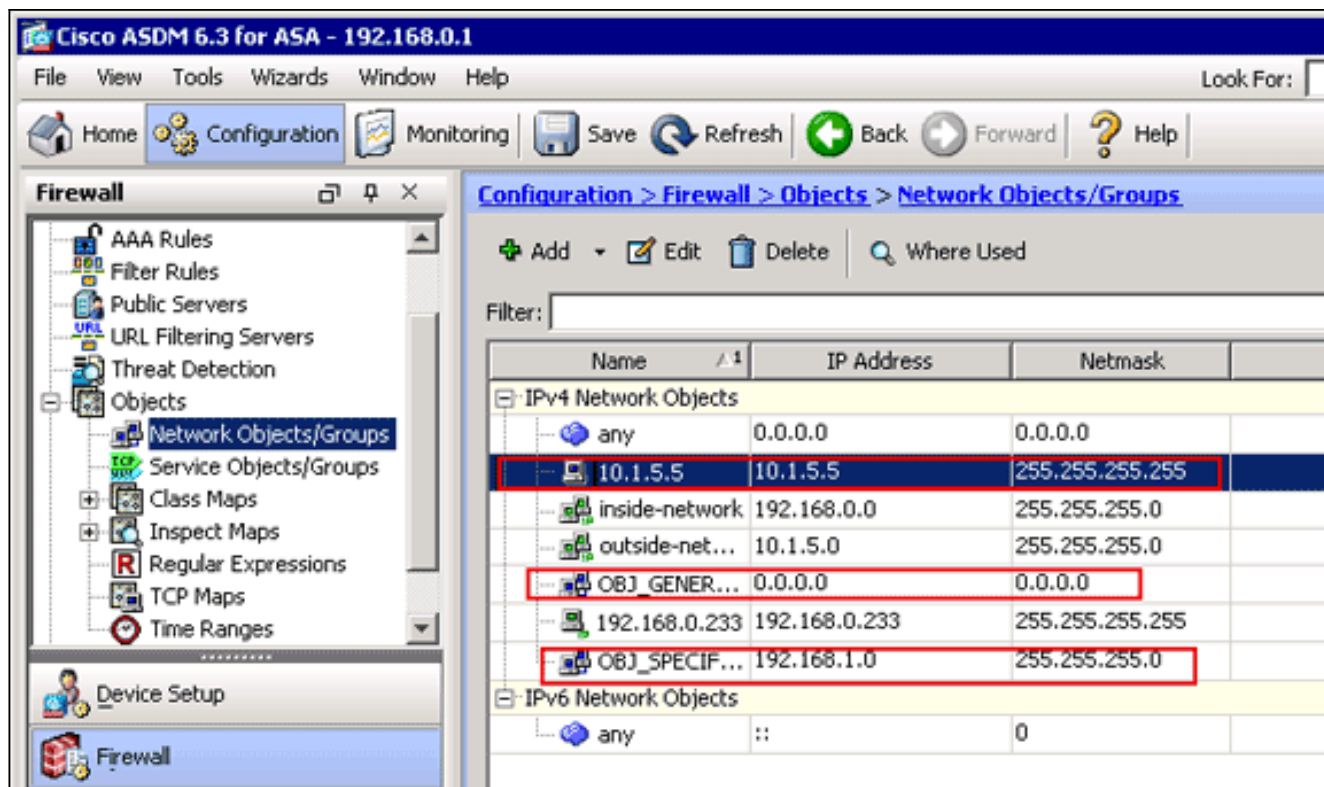 Cisco ASDM 6.3 for ASA - 192.168.0.1
File View Tools Wizards Window Help Look For:
Home Configuration Monitoring Save Refresh Back Forward Help
Firewall
AAA Rules
Filter Rules
Public Servers
URL URL Filtering Servers
Threat Detection
Objects
Network Objects/Groups
TCP Service Objects/Groups
Class Maps
Inspect Maps
R Regular Expressions
TCP Maps
Time Ranges
Device Setup
Firewall
Configuration > Firewall > Objects > Network Objects/Groups
Add Edit Delete Where Used
Filter:
Name 1 IP Address Netmask
IPv4 Network Objects
any 0.0.0.0 0.0.0.0
10.1.5.5 10.1.5.5 255.255.255.255
inside-network 192.168.0.0 255.255.255.0
outside-net... 10.1.5.0 255.255.255.0
OBJ_GENER... 0.0.0.0 0.0.0.0
192.168.0.233 192.168.0.233 255.255.255.255
OBJ_SPECIF... 192.168.1.0 255.255.255.0
IPv6 Network Objects
any :: 0